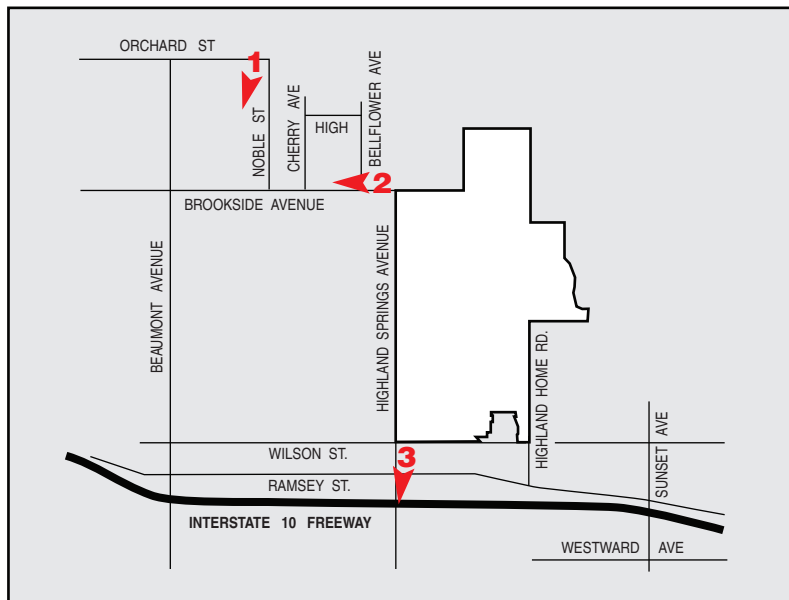 ORCHARD ST
1
NOBLE ST
CHERRY AVE
HIGH
BELLFLOWER AVE
2
BROOKSIDE AVENUE
BEAUMONT AVENUE
HIGHLAND SPRINGS AVENUE
HIGHLAND HOME RD.
SUNSET AVE
WILSON ST.
3
RAMSEY ST.
INTERSTATE 10 FREEWAY
WESTWARD AVE